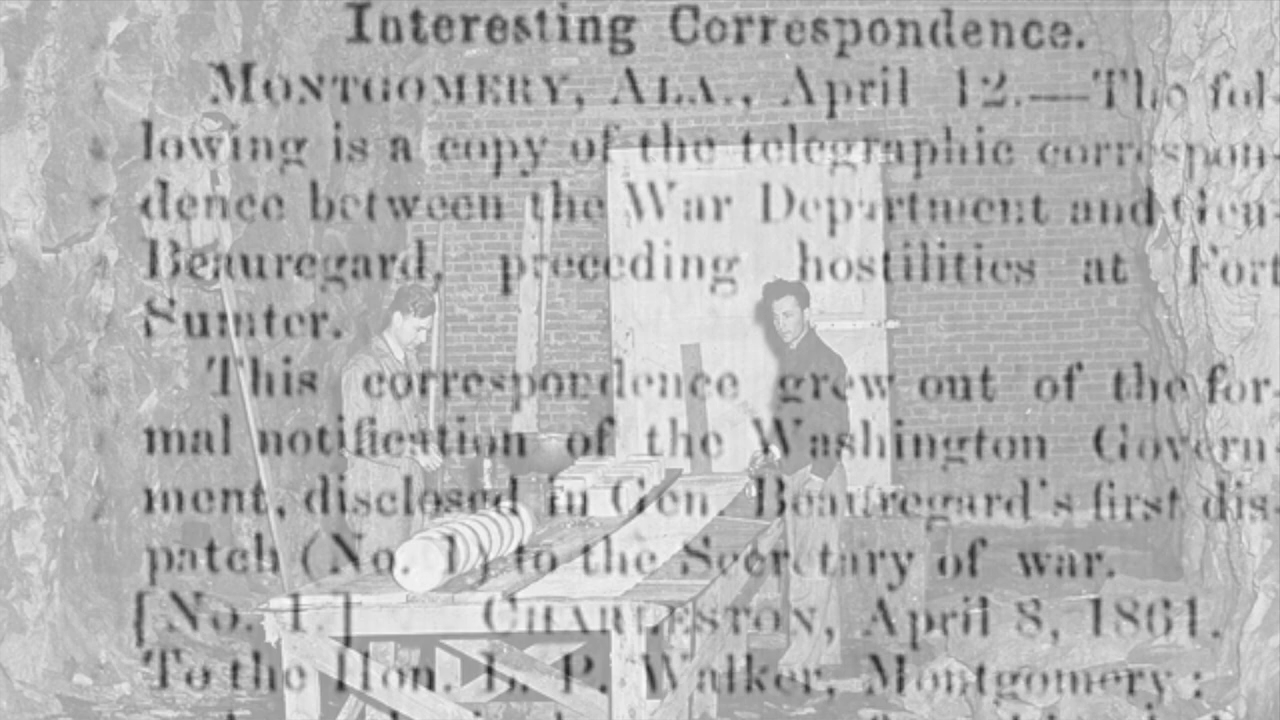 Interesting Correspondence.
MONTGOMERY, ALA., April 12.—The fol-
lowing is a copy of the telegraphic correspon-
dence between the War Department and Gen.
Beauregard, preceding hostilities at Fort
Sumter.
This correspondence grew out of the for-
mal notification of the Washington Govern-
ment, disclosed in Gen. Beauregard's first dis-
patch (No. 1) to the Secretary of war.
[No. 1.] CHARLESTON, April 8, 1861.
To the Hon. L. P. Walker, Montgomery: